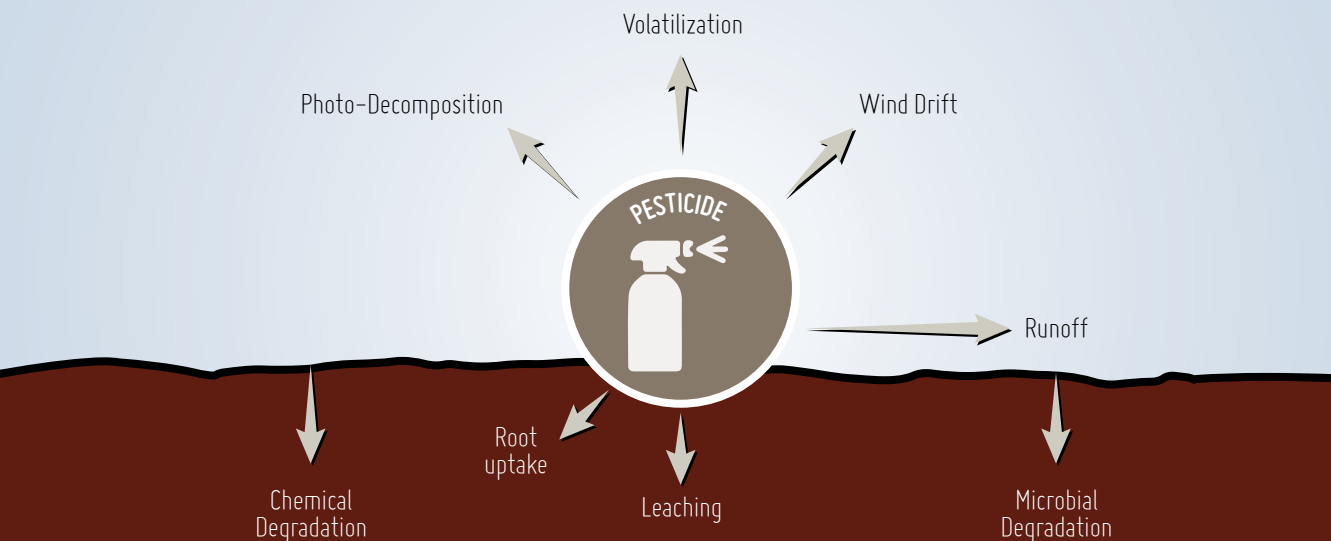 Volatilization
Photo-Decomposition
Wind Drift
PESTICIDE
Runoff
Root
uptake
Leaching
Chemical
Degradation
Microbial
Degradation